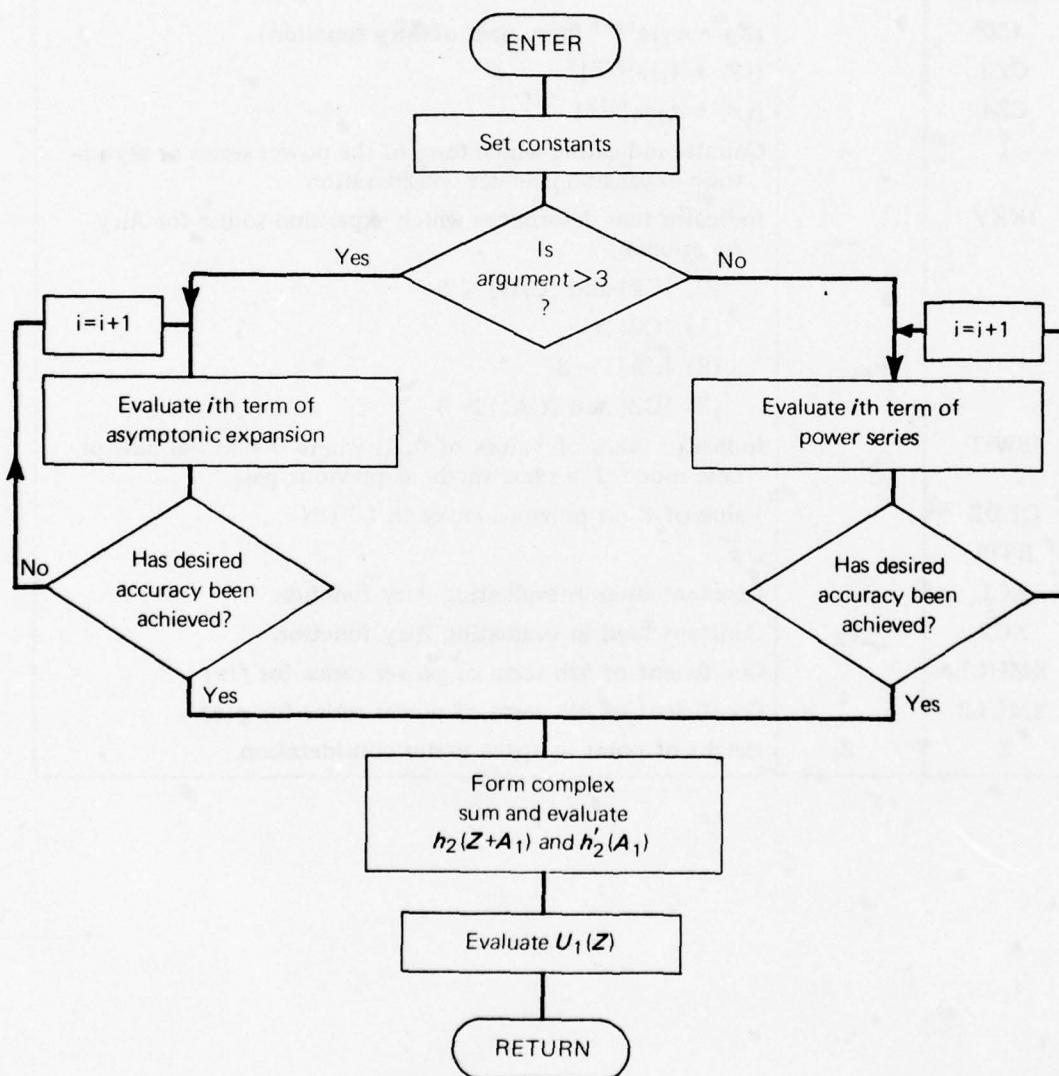 ENTER
Set constants
Is
argument > 3
?
Yes
No
i=i+1
i=i+1
Evaluate ith term of
asymptonic expansion
Evaluate ith term of
power series
No
Has desired
accuracy been
achieved?
Has desired
accuracy been
achieved?
Yes
Yes
Form complex
sum and evaluate
h₂(Z+A₁) and h′₂(A₁)
Evaluate U₁(Z)
RETURN